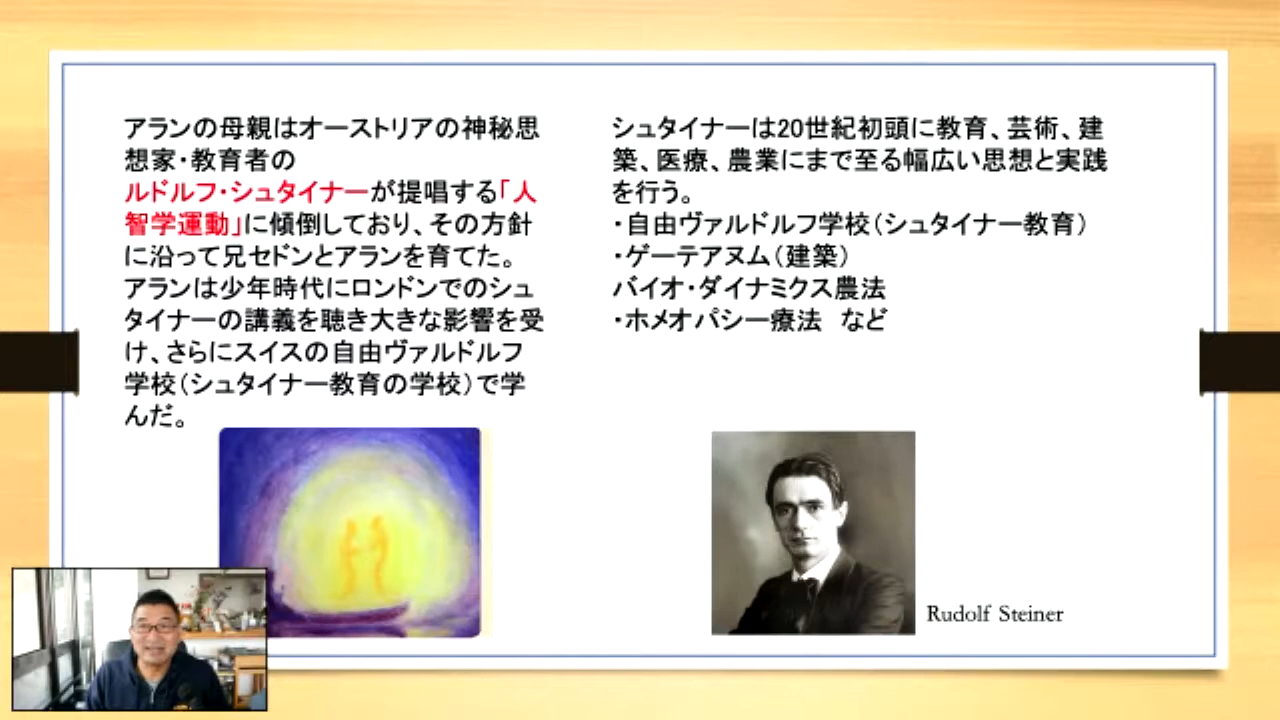 アランの母親はオーストリアの神秘思
想家・教育者の
ルドルフ・シュタイナーが提唱する「人
智学運動」に傾倒しており、その方針
に沿って兄セドンとアランを育てた。
アランは少年時代にロンドンでのシュ
タイナーの講義を聴き大きな影響を受
け、さらにスイスの自由ヴァルドルフ
学校（シュタイナー教育の学校）で学
んだ。
シュタイナーは20世紀初頭に教育、芸術、建
築、医療、農業にまで至る幅広い思想と実践
を行う。
・自由ヴァルドルフ学校（シュタイナー教育）
・ゲーテアヌム（建築）
バイオ・ダイナミクス農法
・ホメオパシー療法　など
Rudolf Steiner